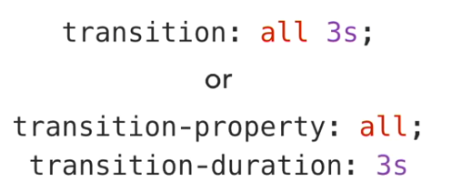 transition: all 3s;
or
transition-property: all;
transition-duration: 3s